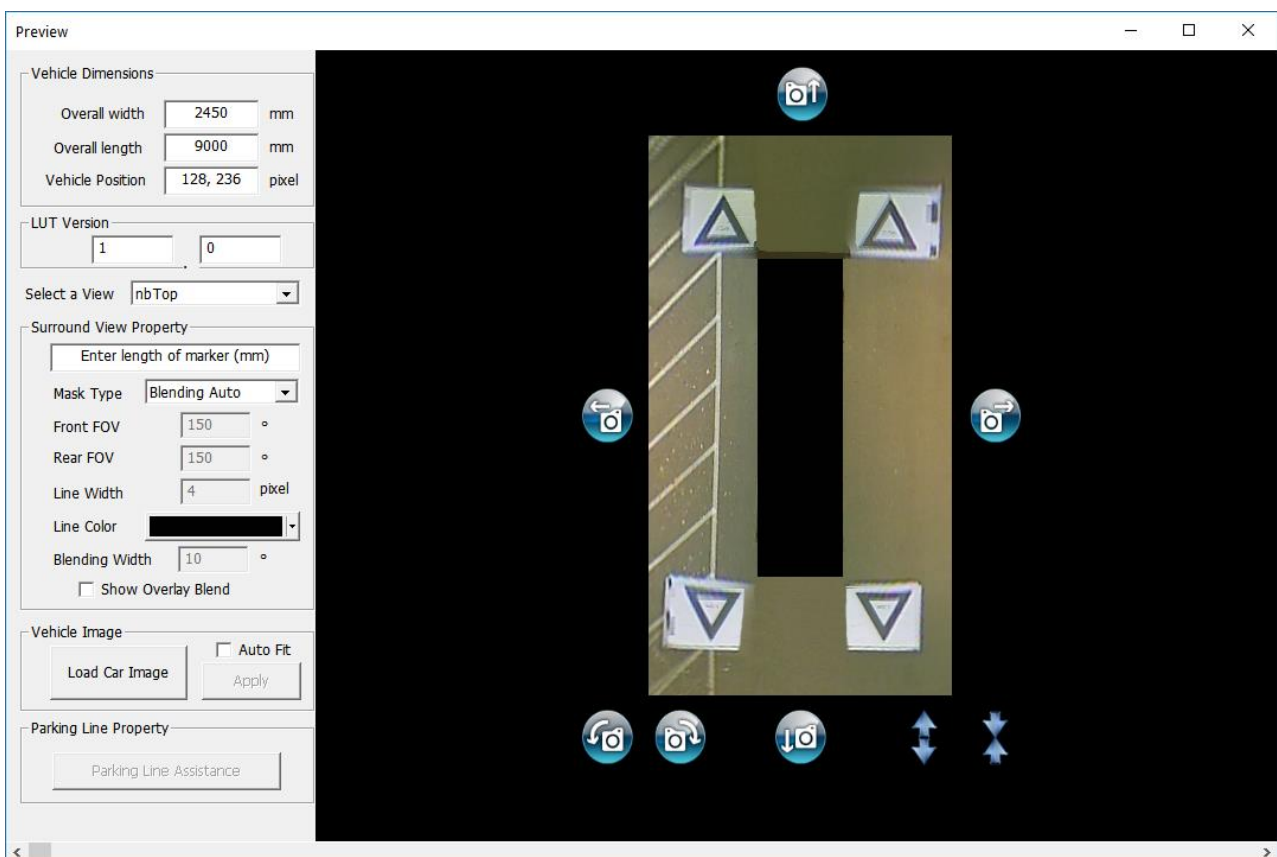 Preview
Vehicle Dimensions
Overall width 2450 mm
Overall length 9000 mm
Vehicle Position 128, 236 pixel
LUT Version
1 . 0
Select a View nbTop
Surround View Property
Enter length of marker (mm)
Mask Type Blending Auto
Front FOV 150 °
Rear FOV 150 °
Line Width 4 pixel
Line Color
Blending Width 10 °
Show Overlay Blend
Vehicle Image
Auto Fit
Load Car Image
Apply
Parking Line Property
Parking Line Assistance